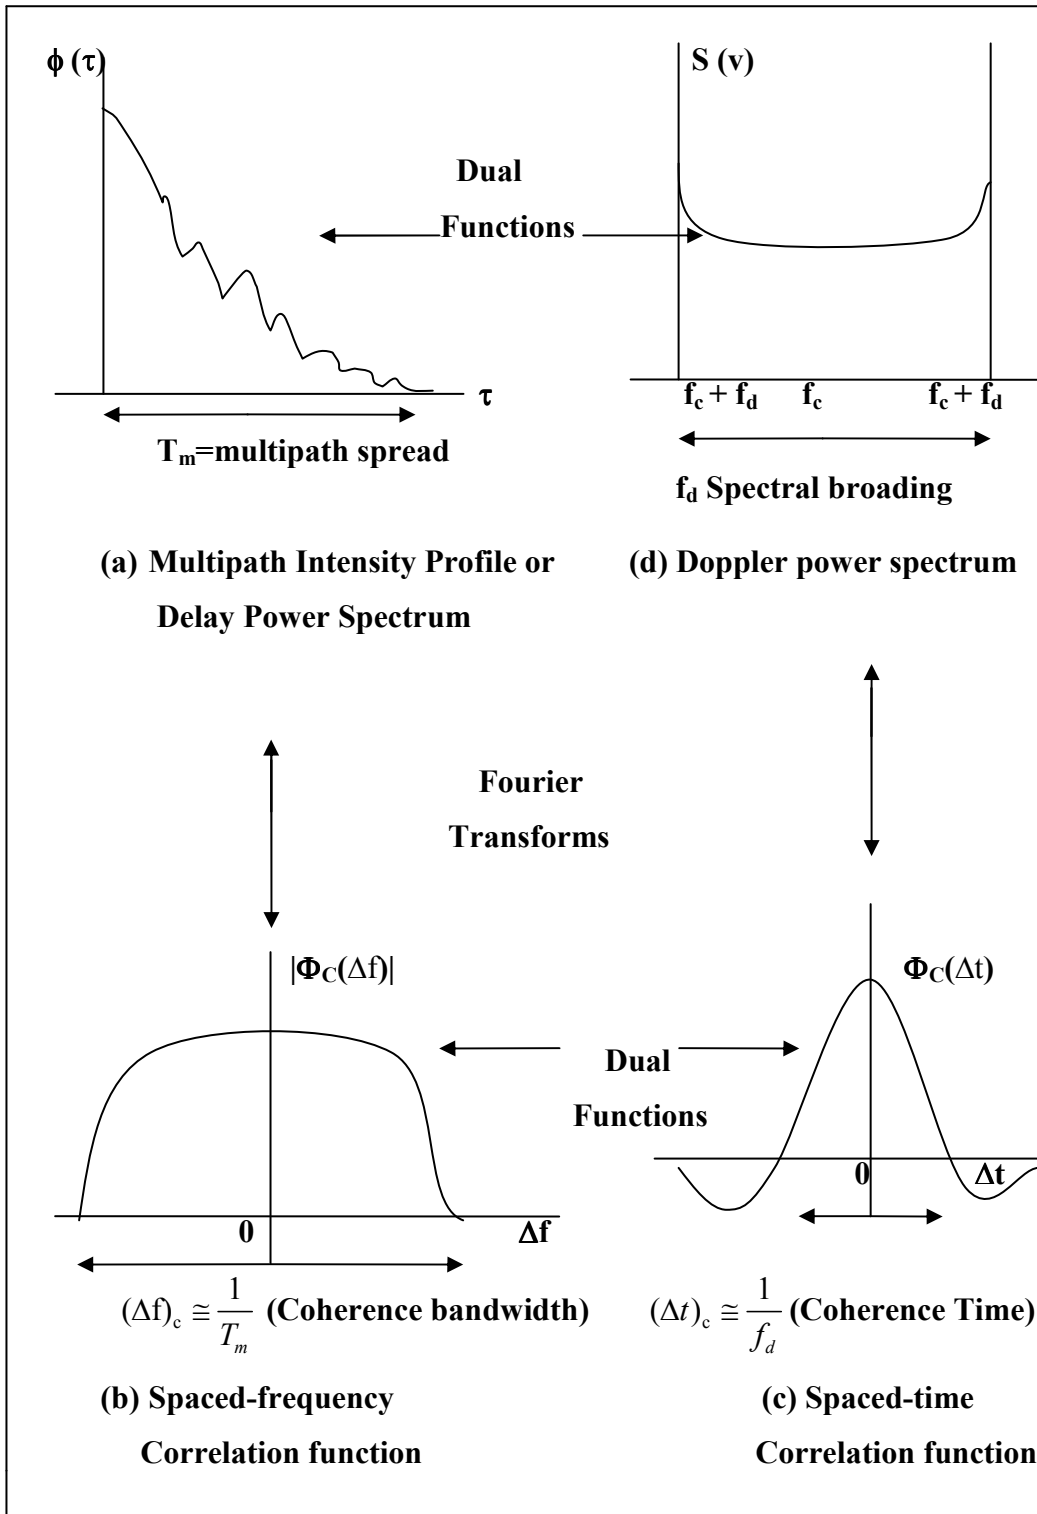 ϕ (τ)
S (v)
Dual
Functions
τ
f_c + f_d f_c f_c + f_d
T_m=multipath spread
f_d Spectral broading
(a) Multipath Intensity Profile or
Delay Power Spectrum
(d) Doppler power spectrum
Fourier
Transforms
|Φ_C(Δf)|
Φ_C(Δt)
Dual
Functions
0 Δf
0 Δt
(Δf)_c ≅ 1/T_m (Coherence bandwidth)
(Δt)_c ≅ 1/f_d (Coherence Time)
(b) Spaced-frequency
Correlation function
(c) Spaced-time
Correlation function